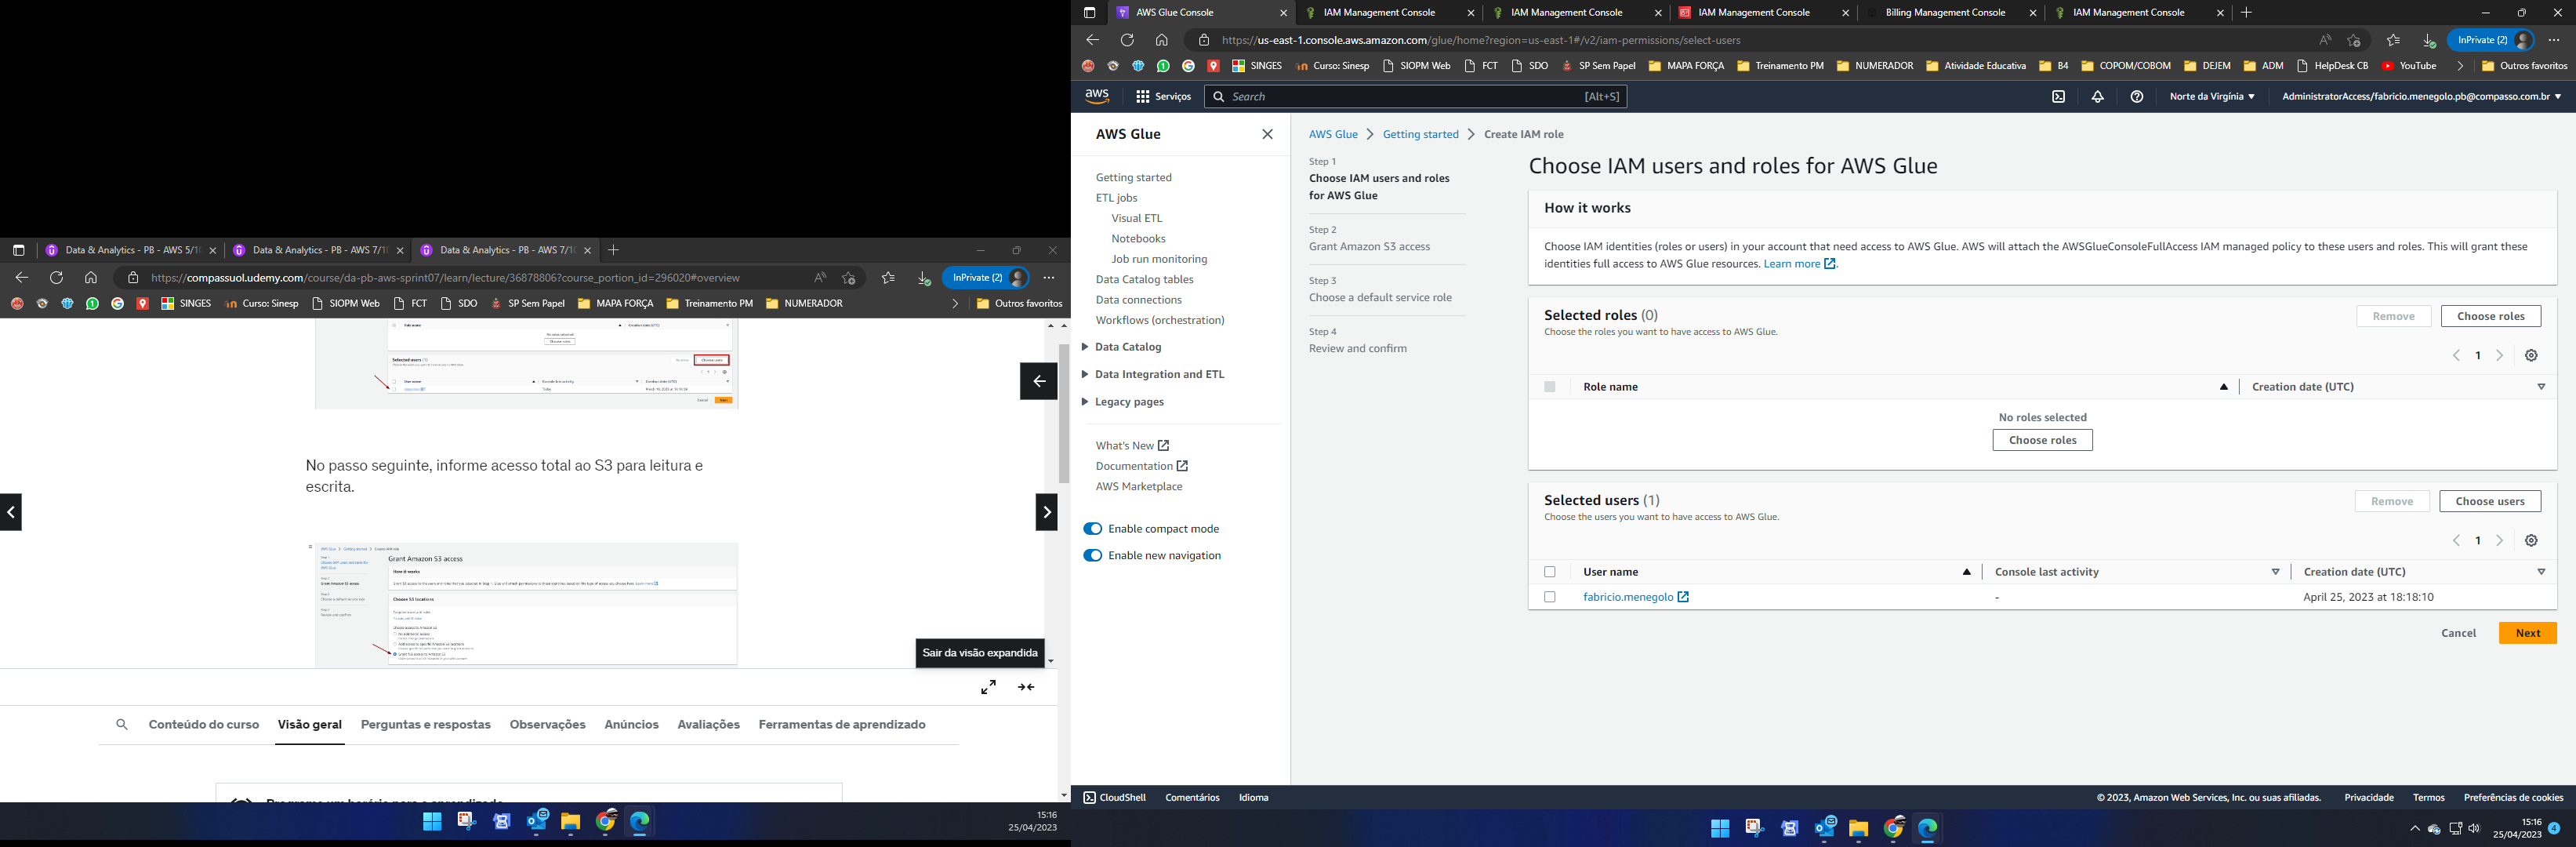 Data & Analytics - PB - AWS 5/1
Data & Analytics - PB - AWS 7/1
Data & Analytics - PB - AWS 7/1
https://compassuol.udemy.com/course/da-pb-aws-sprint07/learn/lecture/36878806?course_portion_id=296020#overview
InPrivate (2)
SINGES
Curso: Sinesp
SIOPM Web
FCT
SDO
SP Sem Papel
MAPA FORÇA
Treinamento PM
NUMERADOR
Outros favoritos
No passo seguinte, informe acesso total ao S3 para leitura e
escrita.
Grant Amazon S3 access
How it works
Choose S3 locations
Sair da visão expandida
Conteúdo do curso
Visão geral
Perguntas e respostas
Observações
Anúncios
Avaliações
Ferramentas de aprendizado
15:16
25/04/2023
AWS Glue Console
IAM Management Console
IAM Management Console
IAM Management Console
Billing Management Console
IAM Management Console
https://us-east-1.console.aws.amazon.com/glue/home?region=us-east-1#/v2/iam-permissions/select-users
InPrivate (2)
SINGES
Curso: Sinesp
SIOPM Web
FCT
SDO
SP Sem Papel
MAPA FORÇA
Treinamento PM
NUMERADOR
Atividade Educativa
B4
COPOM/COBOM
DEJEM
ADM
HelpDesk CB
YouTube
Outros favoritos
aws
Serviços
Search
[Alt+S]
Norte da Virgínia
AdministratorAccess/fabricio.menegolo.pb@compasso.com.br
AWS Glue
Getting started
ETL jobs
Visual ETL
Notebooks
Job run monitoring
Data Catalog tables
Data connections
Workflows (orchestration)
Data Catalog
Data Integration and ETL
Legacy pages
What's New
Documentation
AWS Marketplace
Enable compact mode
Enable new navigation
AWS Glue
Getting started
Create IAM role
Step 1
Choose IAM users and roles
for AWS Glue
Step 2
Grant Amazon S3 access
Step 3
Choose a default service role
Step 4
Review and confirm
Choose IAM users and roles for AWS Glue
How it works
Choose IAM identities (roles or users) in your account that need access to AWS Glue. AWS will attach the AWSGlueConsoleFullAccess IAM managed policy to these users and roles. This will grant these
identities full access to AWS Glue resources. Learn more.
Selected roles (0)
Choose the roles you want to have access to AWS Glue.
Remove
Choose roles
1
Role name
Creation date (UTC)
No roles selected
Choose roles
Selected users (1)
Choose the users you want to have access to AWS Glue.
Remove
Choose users
1
User name
Console last activity
Creation date (UTC)
fabricio.menegolo
-
April 25, 2023 at 18:18:10
Cancel
Next
CloudShell
Comentários
Idioma
© 2023, Amazon Web Services, Inc. ou suas afiliadas.
Privacidade
Termos
Preferências de cookies
15:16
25/04/2023
4